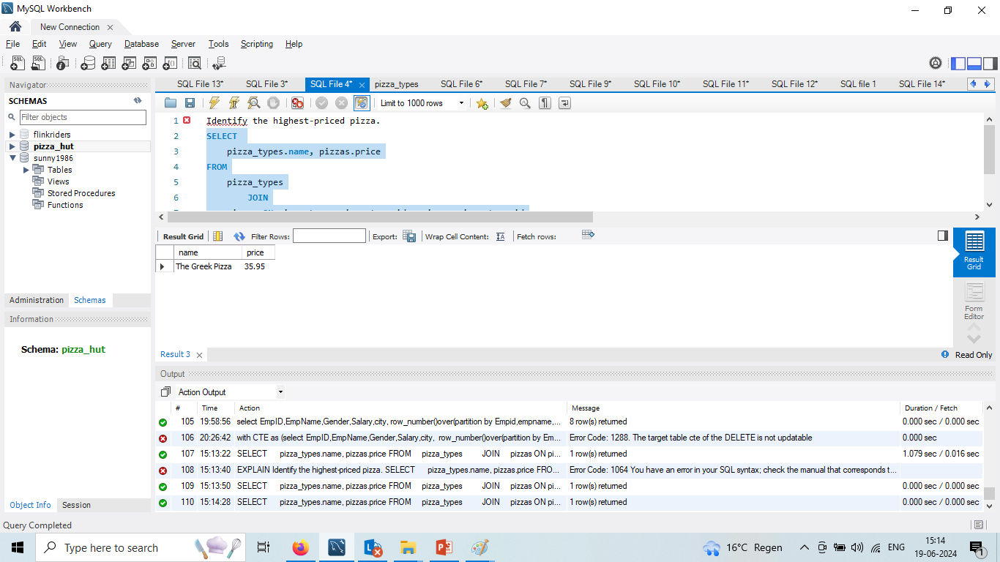 MySQL Workbench
New Connection
File Edit View Query Database Server Tools Scripting Help
Navigator
SCHEMAS
Filter objects
flinkriders
pizza_hut
sunny1986
Tables
Views
Stored Procedures
Functions
Administration Schemas
Information
Schema: pizza_hut
Object Info Session
SQL File 13* SQL File 3* SQL File 4* pizza_types SQL File 6* SQL File 7* SQL File 9* SQL File 10* SQL File 11* SQL File 12* SQL file 1 SQL File 14*
Limit to 1000 rows
1 Identify the highest-priced pizza.
2 SELECT
3 pizza_types.name, pizzas.price
4 FROM
5 pizza_types
6 JOIN
Result Grid Filter Rows: Export: Wrap Cell Content: Fetch rows:
name price
The Greek Pizza 35.95
Result Grid
Form Editor
Result 3 Read Only
Output
Action Output
# Time Action Message Duration / Fetch
105 19:58:56 select EmpID,EmpName,Gender,Salary,city, row_number()over(partition by Empid,empname,... 8 row(s) returned 0.000 sec / 0.000 sec
106 20:26:42 with CTE as (select EmpID,EmpName,Gender,Salary,city, row_number()over(partition by Em... Error Code: 1288. The target table cte of the DELETE is not updatable 0.000 sec
107 15:13:22 SELECT pizza_types.name, pizzas.price FROM pizza_types JOIN pizzas ON pi... 1 row(s) returned 1.079 sec / 0.016 sec
108 15:13:40 EXPLAIN Identify the highest-priced pizza. SELECT pizza_types.name, pizzas.price FRO... Error Code: 1064 You have an error in your SQL syntax; check the manual that corresponds t...
109 15:13:50 SELECT pizza_types.name, pizzas.price FROM pizza_types JOIN pizzas ON pi... 1 row(s) returned 0.000 sec / 0.000 sec
110 15:14:28 SELECT pizza_types.name, pizzas.price FROM pizza_types JOIN pizzas ON pi... 1 row(s) returned 0.000 sec / 0.000 sec
Query Completed
Type here to search
16°C Regen
ENG
15:14
19-06-2024
1